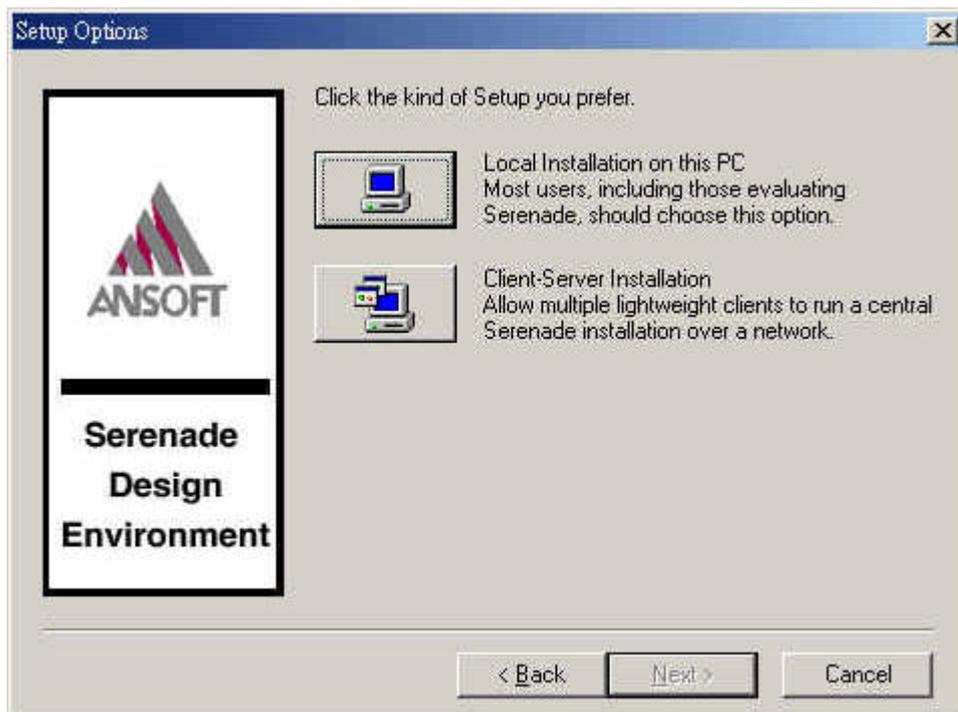 Setup Options
Click the kind of Setup you prefer.
Local Installation on this PC
Most users, including those evaluating
Serenade, should choose this option.
Client-Server Installation
Allow multiple lightweight clients to run a central
Serenade installation over a network.
ANSOFT
Serenade
Design
Environment
< Back
Next >
Cancel